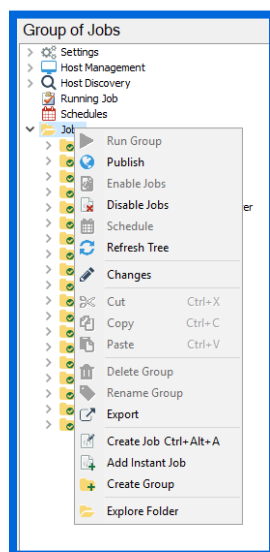 Group of Jobs
Settings
Host Management
Host Discovery
Running Job
Schedules
Run Group
Publish
Enable Jobs
Disable Jobs
Schedule
Refresh Tree
Changes
Cut Ctrl+X
Copy Ctrl+C
Paste Ctrl+V
Delete Group
Rename Group
Export
Create Job Ctrl+Alt+A
Add Instant Job
Create Group
Explore Folder